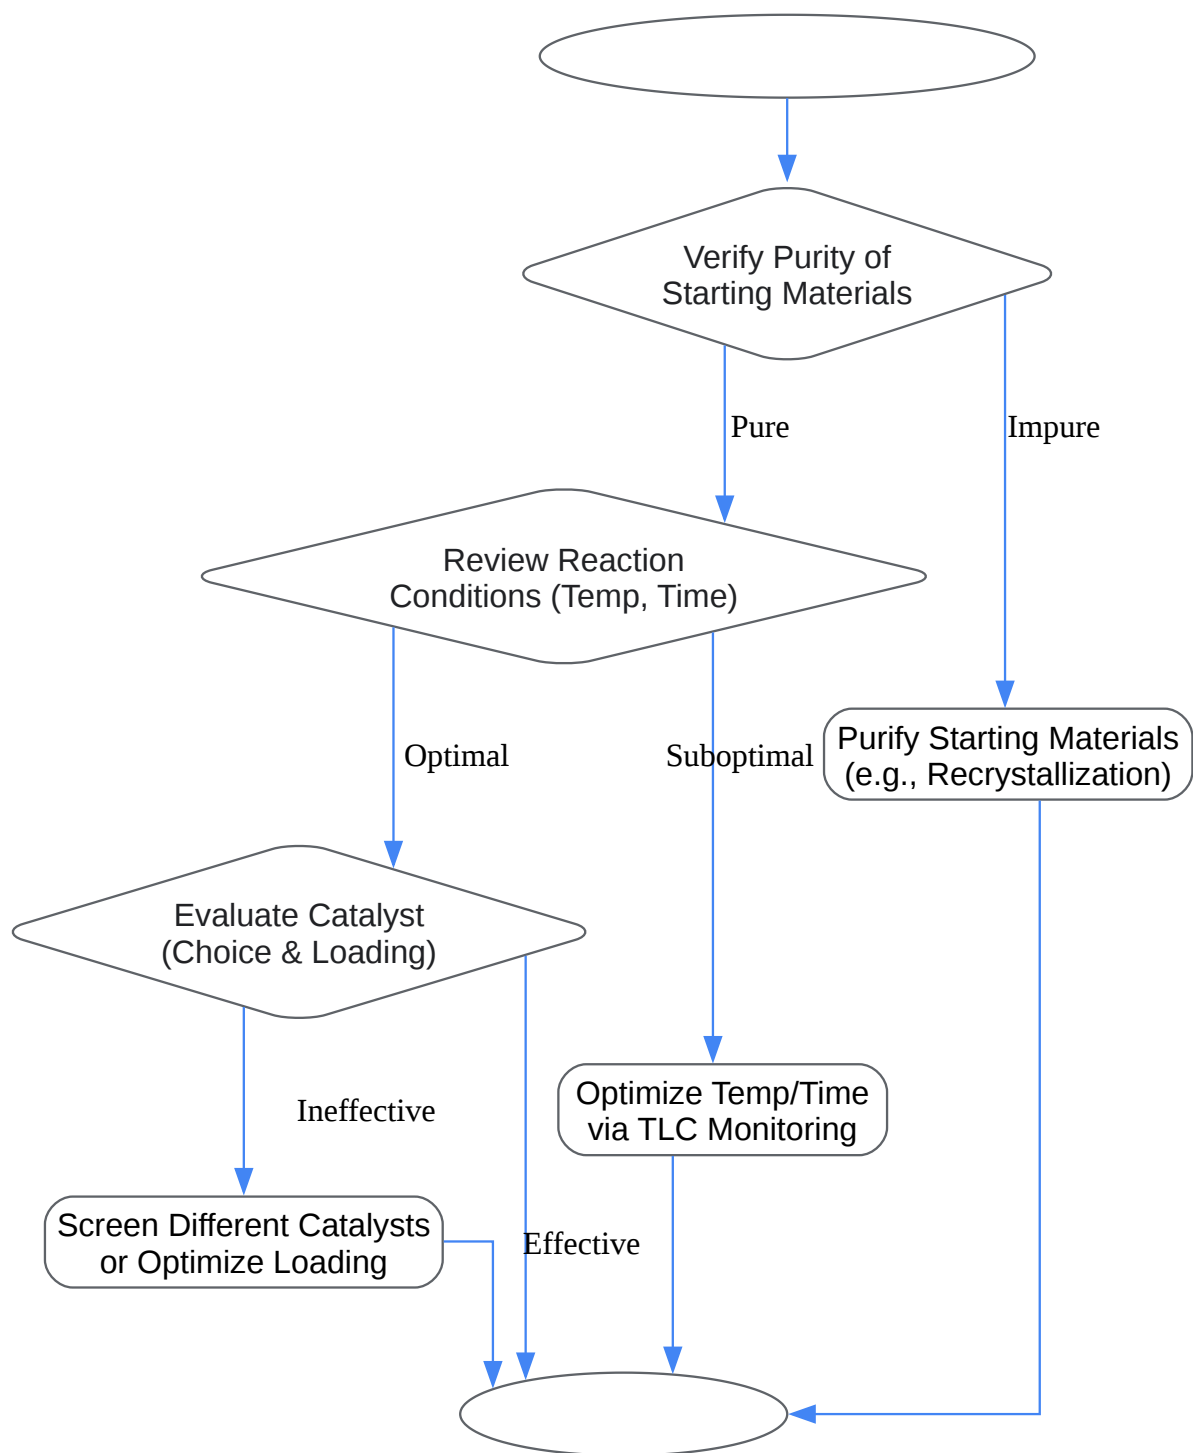 Verify Purity of
Starting Materials
Pure
Impure
Review Reaction
Conditions (Temp, Time)
Optimal
Suboptimal
Purify Starting Materials
(e.g., Recrystallization)
Evaluate Catalyst
(Choice & Loading)
Ineffective
Optimize Temp/Time
via TLC Monitoring
Screen Different Catalysts
or Optimize Loading
Effective